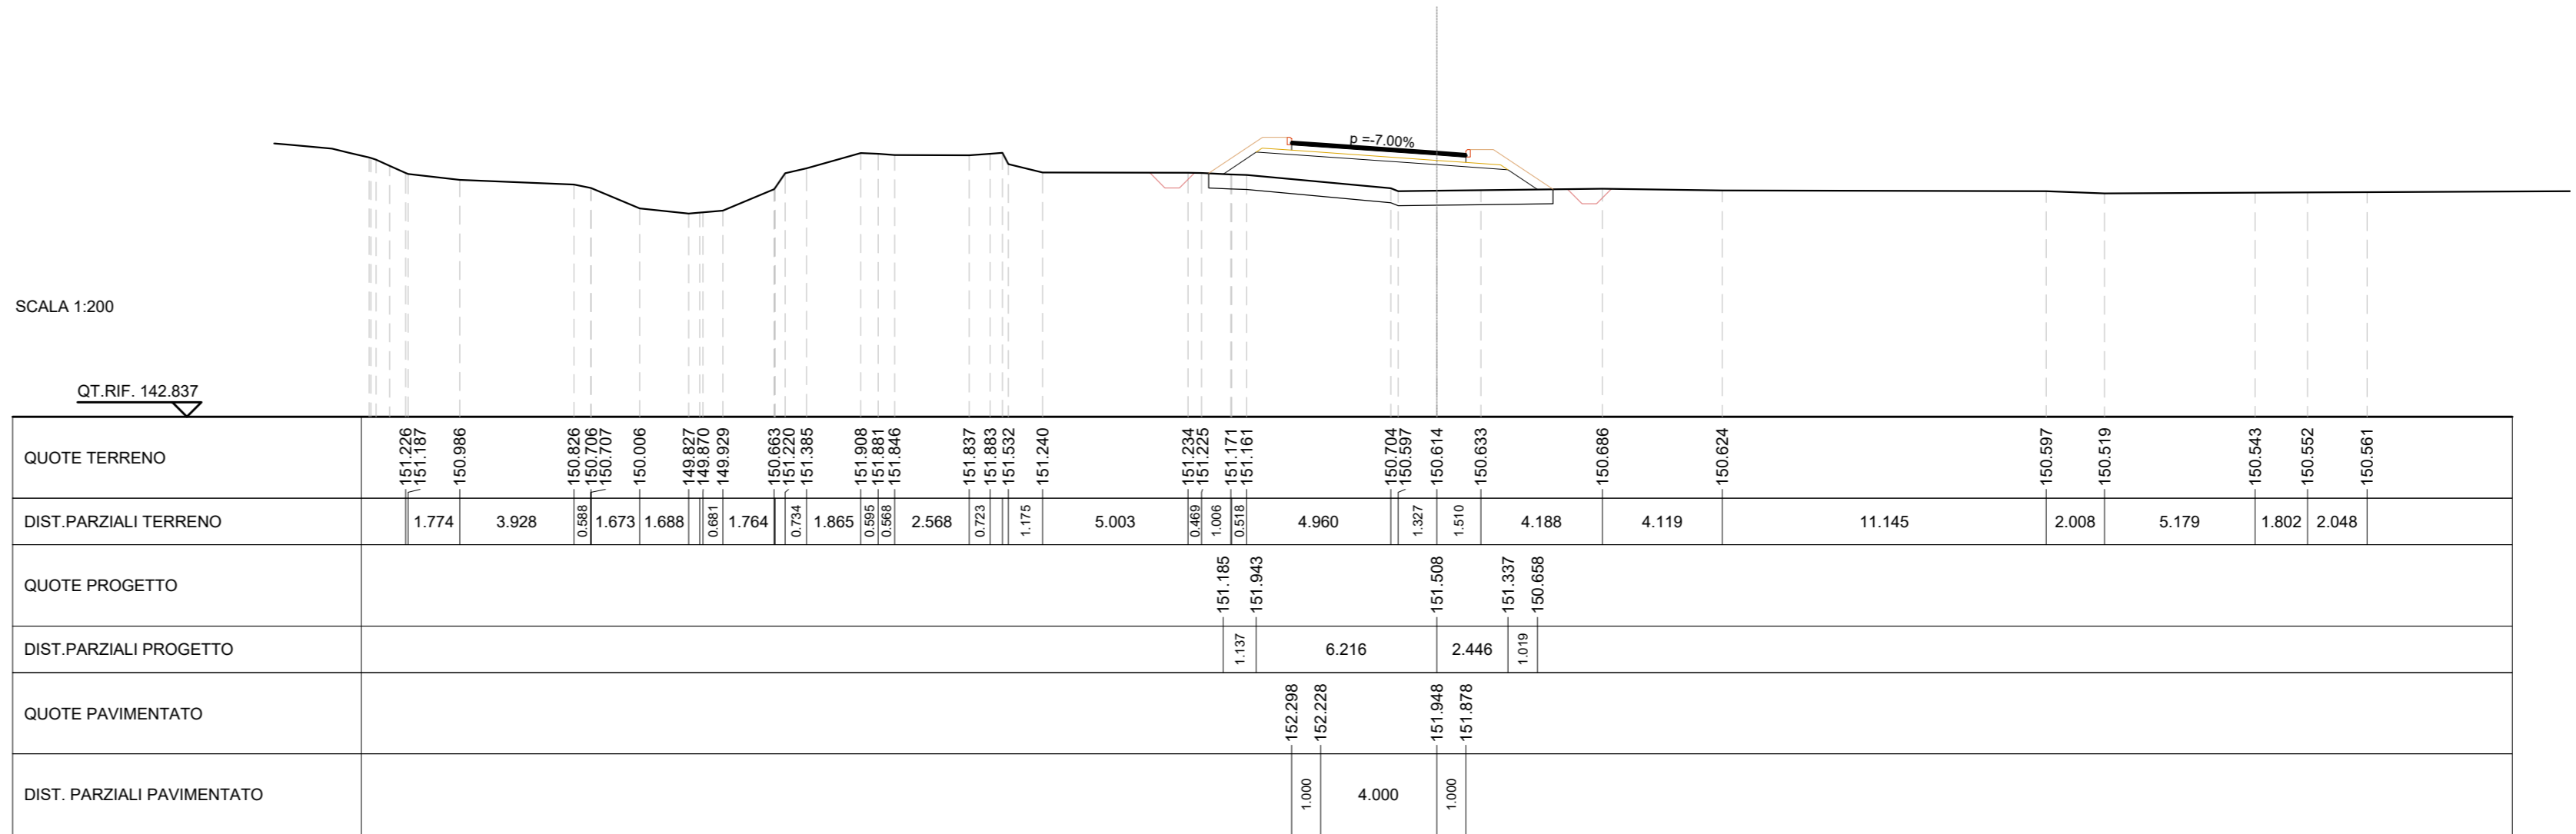 p =-7.00%
SCALA 1:200
QT.RIF. 142.837
QUOTE TERRENO 151.226 151.187 150.986 150.826 150.706 150.707 150.006 149.827 149.870 149.929 150.663 151.220 151.385 151.908 151.881 151.846 151.837 151.883 151.532 151.240 151.234 151.225 151.171 151.161 150.704 150.597 150.614 150.633 150.686 150.624 150.597 150.519 150.543 150.552 150.561
DIST.PARZIALI TERRENO 1.774 3.928 0.588 1.673 1.688 0.681 1.764 0.734 1.865 0.595 0.568 2.568 0.723 1.175 5.003 0.469 1.006 0.518 4.960 1.327 1.510 4.188 4.119 11.145 2.008 5.179 1.802 2.048
QUOTE PROGETTO 151.185 151.943 151.508 151.337 150.658
DIST.PARZIALI PROGETTO 1.137 6.216 2.446 1.019
QUOTE PAVIMENTATO 152.298 152.228 151.948 151.878
DIST. PARZIALI PAVIMENTATO 1.000 4.000 1.000